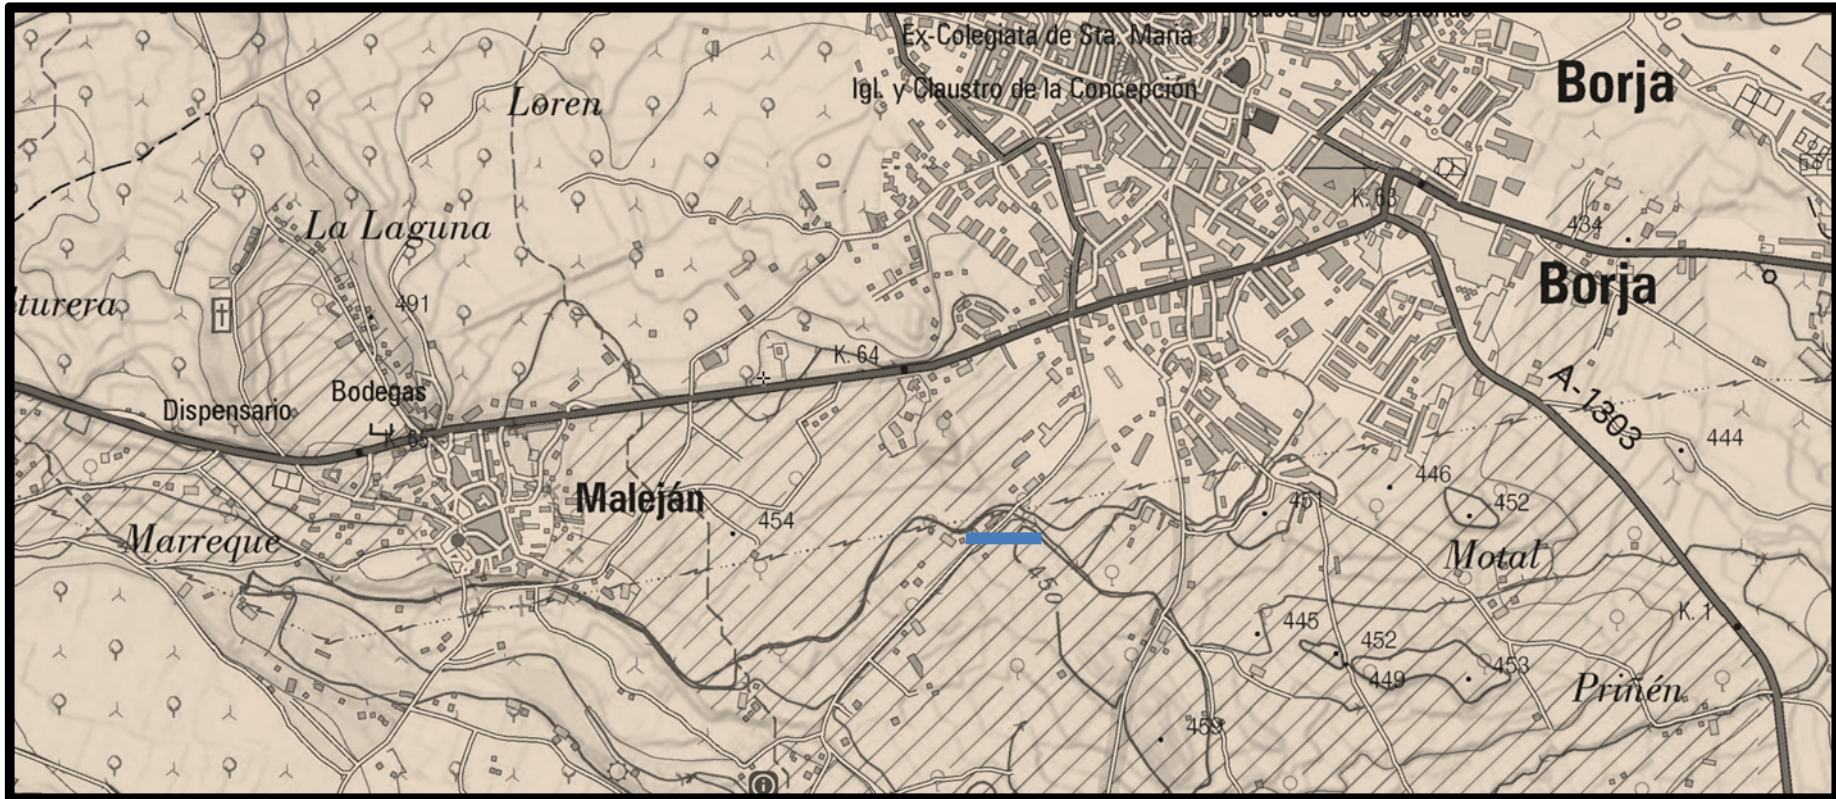 Ex-Colegiata de Sta. María
Borja
Igl. y Claustro de la Concepción
Loren
K. 63
La Laguna
434
Borja
491
K. 64
A-1303
Bodegas
Dispensario
K. 65
444
446
Maleján
452
451
454
Marreque
Motal
450
K. 1
445
452
453
449
Priñén
459